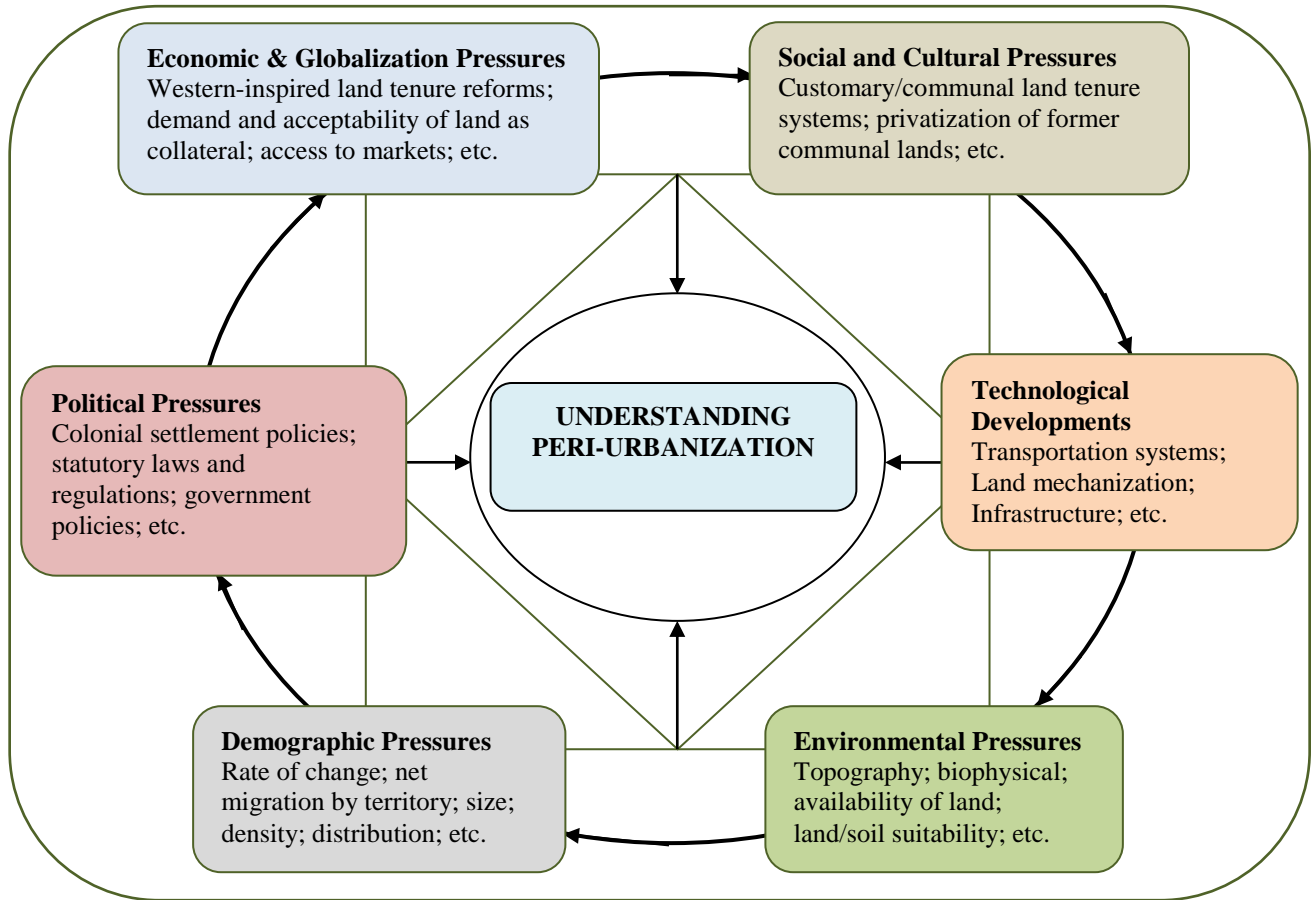 Economic & Globalization Pressures
Western-inspired land tenure reforms;
demand and acceptability of land as
collateral; access to markets; etc.
Social and Cultural Pressures
Customary/communal land tenure
systems; privatization of former
communal lands; etc.
Political Pressures
Colonial settlement policies;
statutory laws and
regulations; government
policies; etc.
UNDERSTANDING
PERI-URBANIZATION
Technological
Developments
Transportation systems;
Land mechanization;
Infrastructure; etc.
Demographic Pressures
Rate of change; net
migration by territory; size;
density; distribution; etc.
Environmental Pressures
Topography; biophysical;
availability of land;
land/soil suitability; etc.